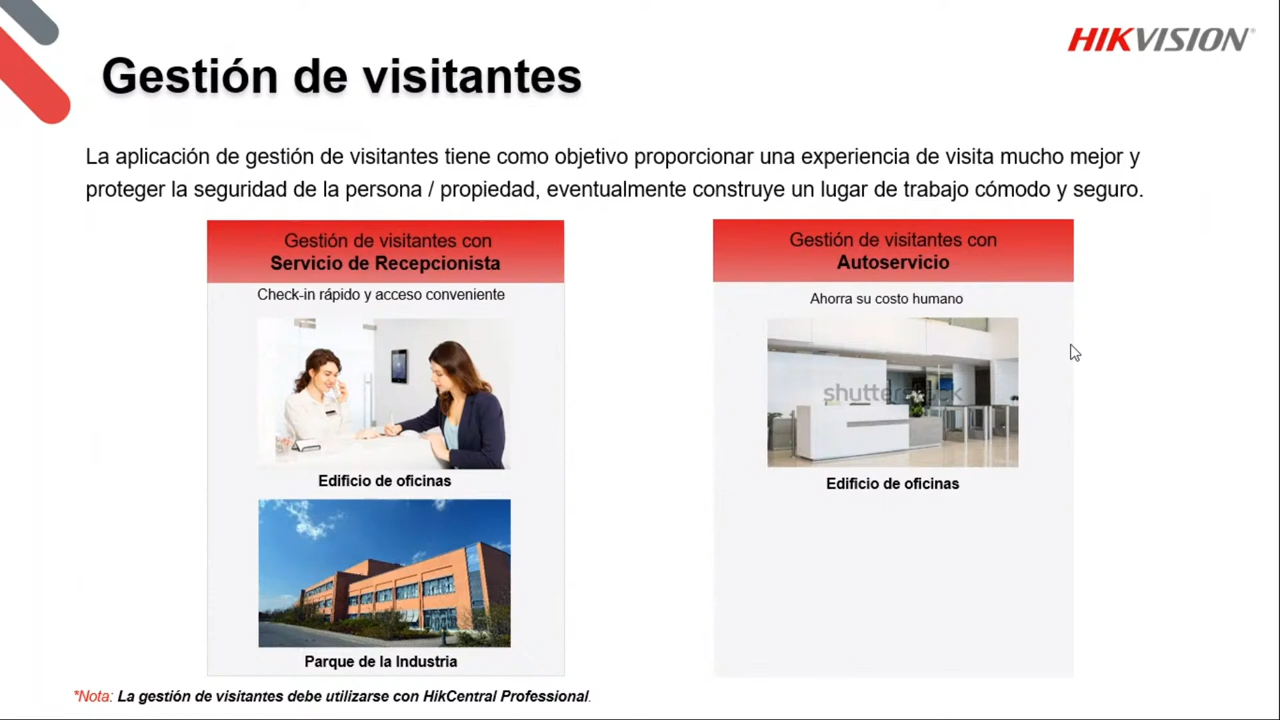 HIKVISION
Gestión de visitantes
La aplicación de gestión de visitantes tiene como objetivo proporcionar una experiencia de visita mucho mejor y
proteger la seguridad de la persona / propiedad, eventualmente construye un lugar de trabajo cómodo y seguro.
Gestión de visitantes con
Servicio de Recepcionista
Check-in rápido y acceso conveniente
Edificio de oficinas
Parque de la Industria
Gestión de visitantes con
Autoservicio
Ahorra su costo humano
shutterstock
Edificio de oficinas
*Nota: La gestión de visitantes debe utilizarse con HikCentral Professional.